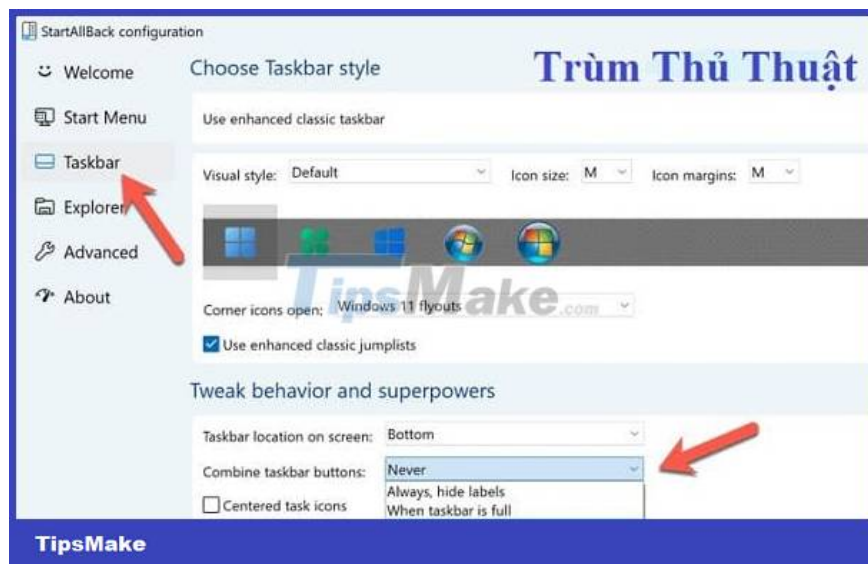 StartAllBack configuration
Trùm Thủ Thuật
Welcome
Start Menu
Taskbar
Explorer
Advanced
About
Choose Taskbar style
Use enhanced classic taskbar
Visual style: Default Icon size: M Icon margins: M
TipsMake.com
Corner icons open: Windows 11 flyouts
Use enhanced classic jumplists
Tweak behavior and superpowers
Taskbar location on screen: Bottom
Combine taskbar buttons: Never
Always, hide labels
Centered task icons When taskbar is full
TipsMake